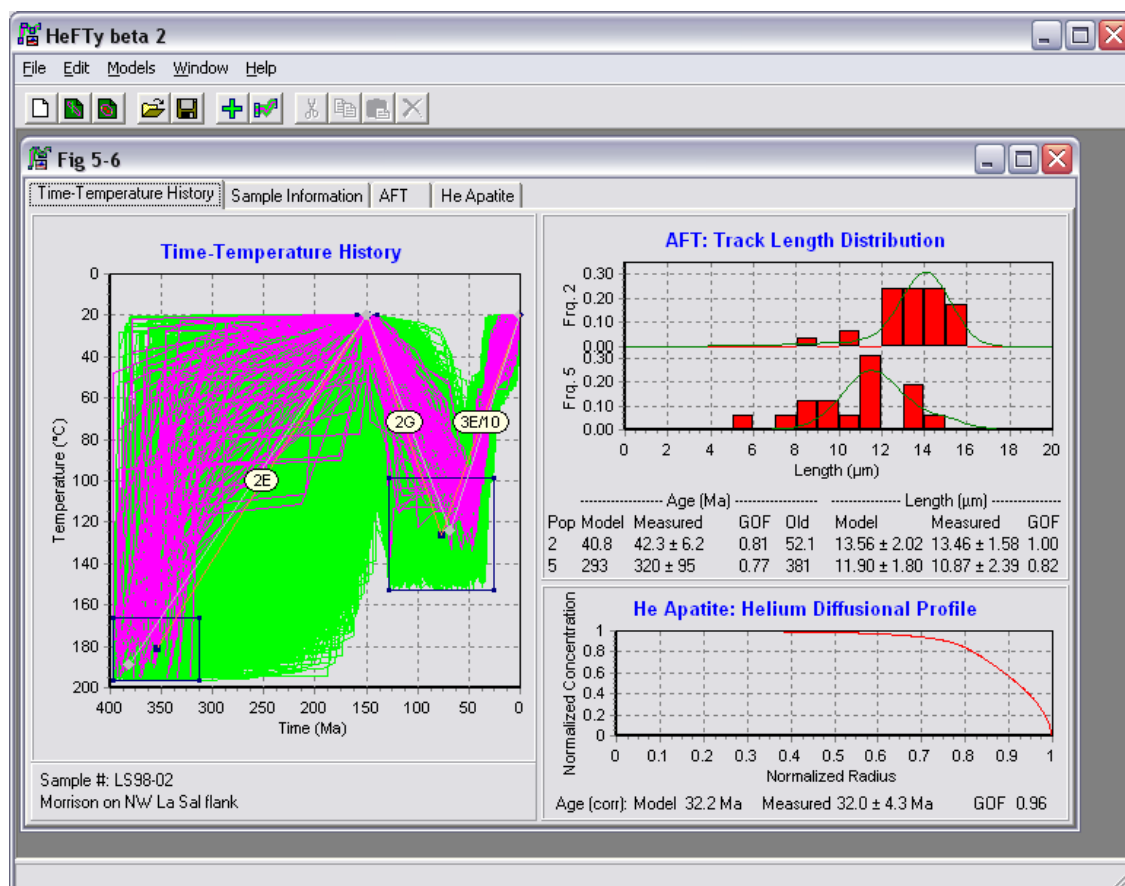 HeFTy beta 2
File Edit Models Window Help
Fig 5-6
Time-Temperature History Sample Information AFT He Apatite
Time-Temperature History
0
20
40
60
80
100
120
140
160
180
200
Temperature (°C)
2E
2G
3E/10
400 350 300 250 200 150 100 50 0
Time (Ma)
Sample #: LS98-02
Morrison on NW La Sal flank
AFT: Track Length Distribution
Frq. 2
0.30
0.20
0.10
0.00
Frq. 5
0.30
0.20
0.10
0.00
0 2 4 6 8 10 12 14 16 18 20
Length (µm)
--------------Age (Ma)-------------- --------------Length (µm)--------------
Pop Model Measured GOF Old Model Measured GOF
2 40.8 42.3 ± 6.2 0.81 52.1 13.56 ± 2.02 13.46 ± 1.58 1.00
5 293 320 ± 95 0.77 381 11.90 ± 1.80 10.87 ± 2.39 0.82
He Apatite: Helium Diffusional Profile
Normalized Concentration
1
0.8
0.6
0.4
0.2
0
0 0.1 0.2 0.3 0.4 0.5 0.6 0.7 0.8 0.9 1
Normalized Radius
Age (corr): Model 32.2 Ma Measured 32.0 ± 4.3 Ma GOF 0.96